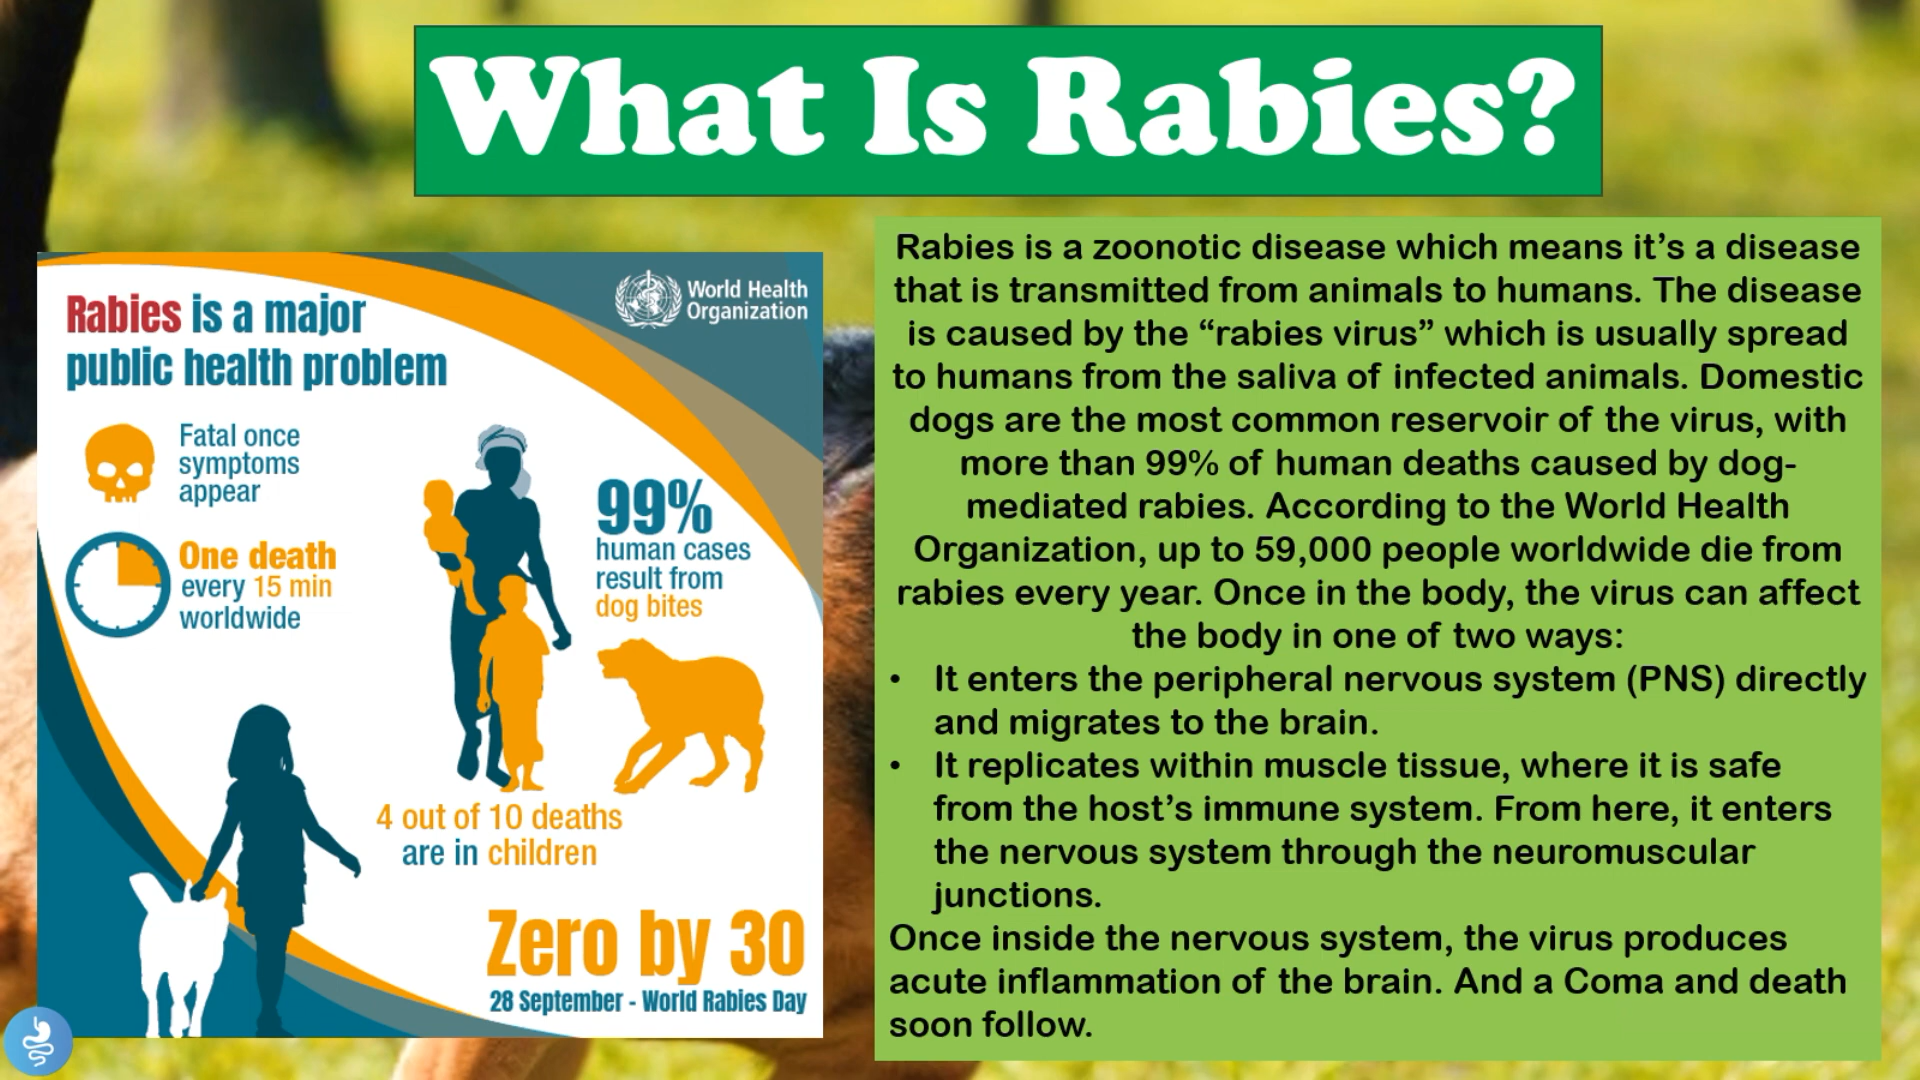 What Is Rabies?
Rabies is a major
public health problem
World Health
Organization
Fatal once
symptoms
appear
One death
every 15 min
worldwide
99%
human cases
result from
dog bites
4 out of 10 deaths
are in children
Zero by 30
28 September - World Rabies Day
Rabies is a zoonotic disease which means it's a disease
that is transmitted from animals to humans. The disease
is caused by the “rabies virus” which is usually spread
to humans from the saliva of infected animals. Domestic
dogs are the most common reservoir of the virus, with
more than 99% of human deaths caused by dog-
mediated rabies. According to the World Health
Organization, up to 59,000 people worldwide die from
rabies every year. Once in the body, the virus can affect
the body in one of two ways:
• It enters the peripheral nervous system (PNS) directly
and migrates to the brain.
• It replicates within muscle tissue, where it is safe
from the host's immune system. From here, it enters
the nervous system through the neuromuscular
junctions.
Once inside the nervous system, the virus produces
acute inflammation of the brain. And a Coma and death
soon follow.